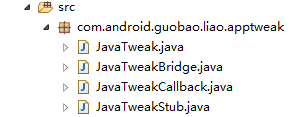 src
com.android.guobao.liao.apptweak
JavaTweak.java
JavaTweakBridge.java
JavaTweakCallback.java
JavaTweakStub.java